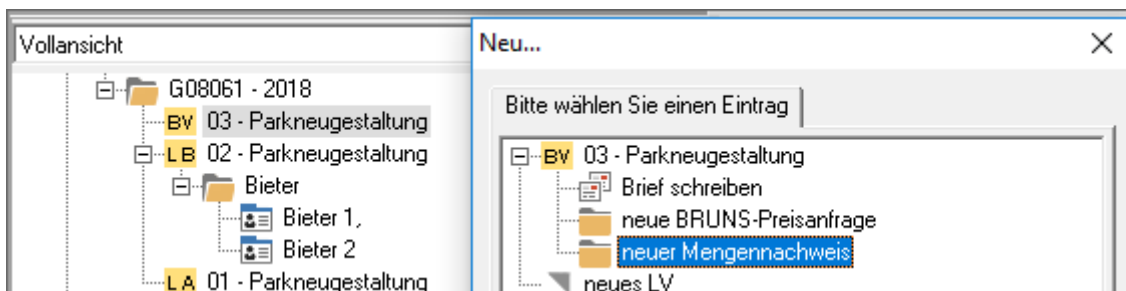 Vollansicht
G08061 - 2018
BV 03 - Parkneugestaltung
LB 02 - Parkneugestaltung
Bieter
Bieter 1,
Bieter 2
LA 01 - Parkneugestaltung
Neu...
Bitte wählen Sie einen Eintrag
BV 03 - Parkneugestaltung
Brief schreiben
neue BRUNS-Preisanfrage
neuer Mengennachweis
neues LV